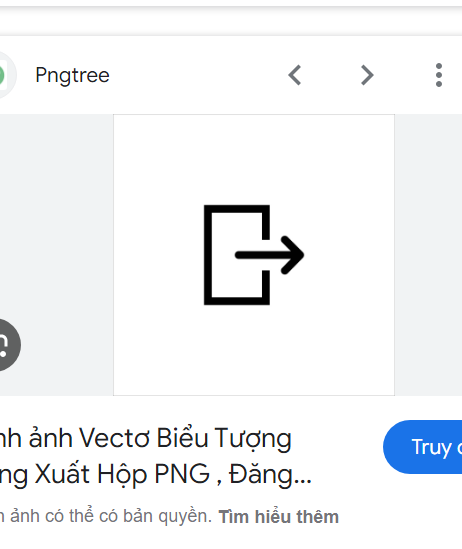 Pngtree
nh ảnh Vectơ Biểu Tượng
ng Xuất Hộp PNG , Đăng...
Truy
ảnh có thể có bản quyền. Tìm hiểu thêm